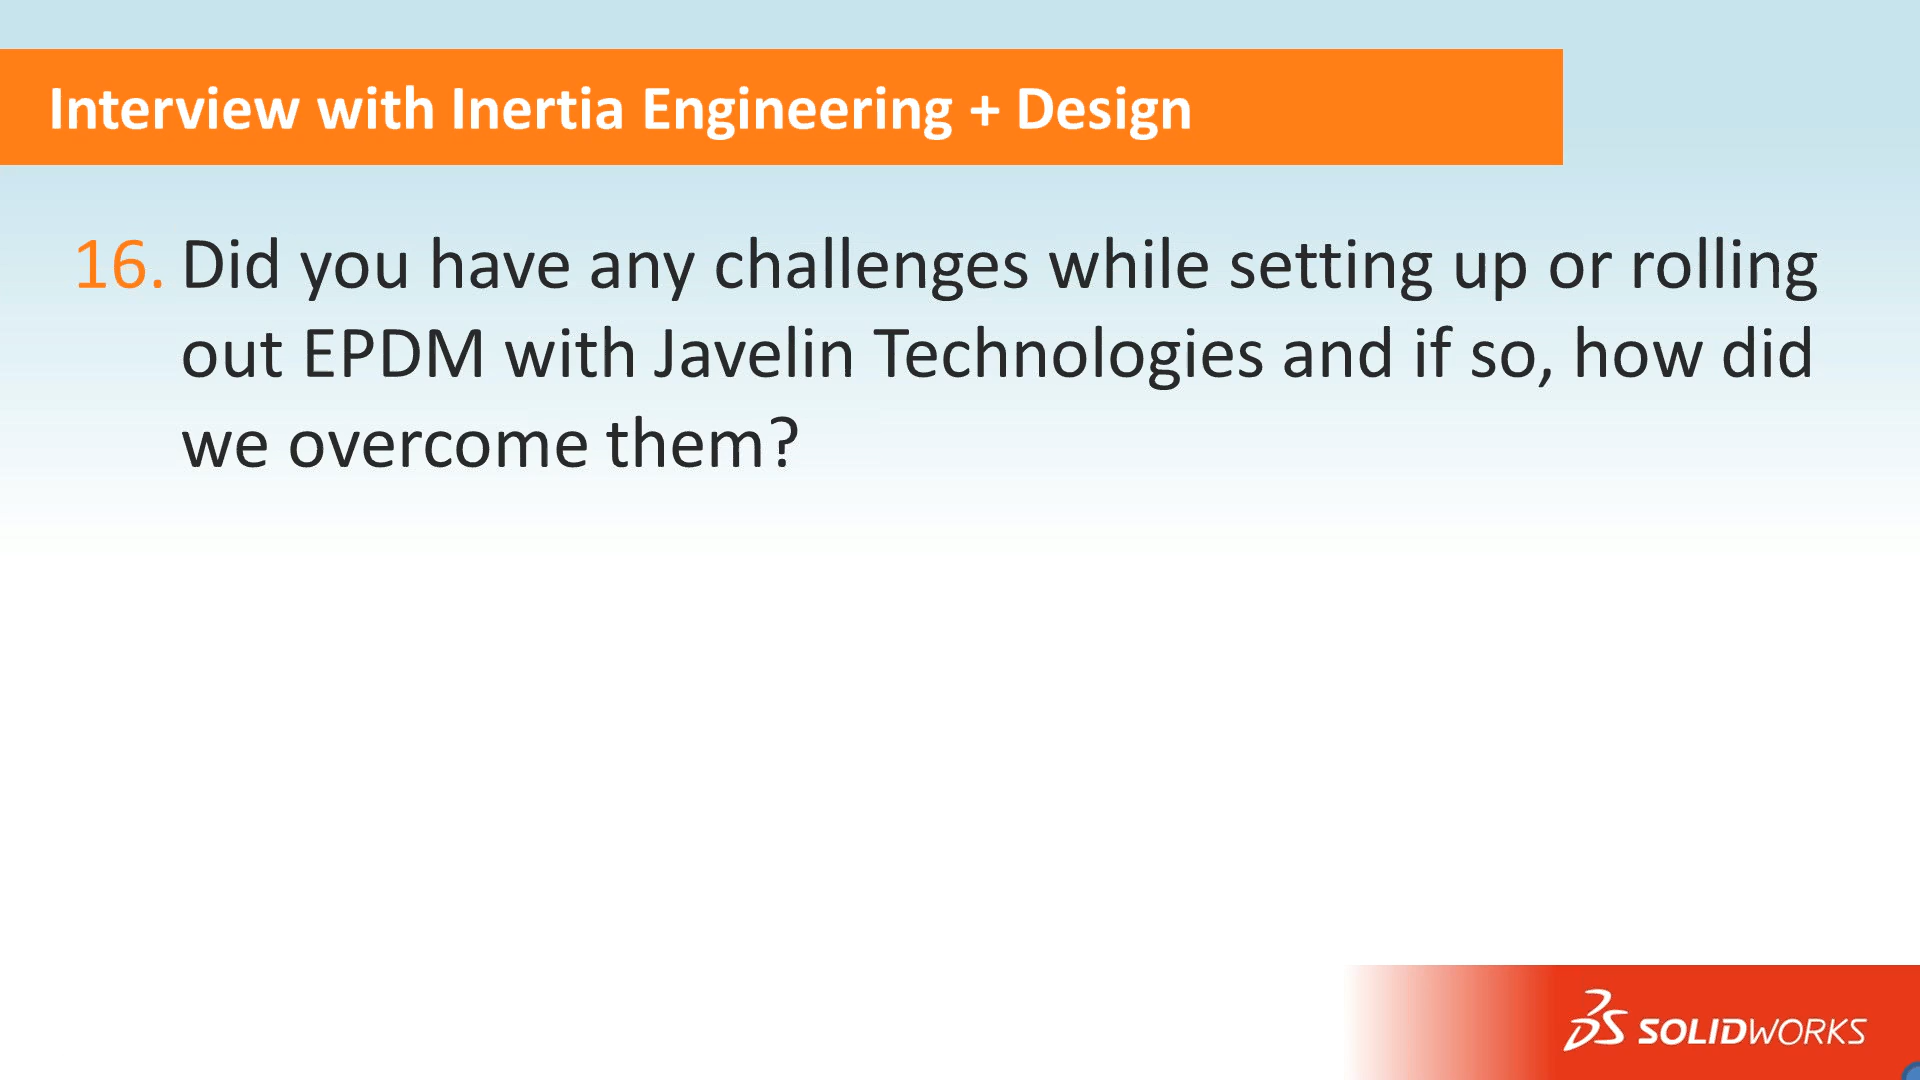 Interview with Inertia Engineering + Design
16. Did you have any challenges while setting up or rolling
out EPDM with Javelin Technologies and if so, how did
we overcome them?
SOLIDWORKS